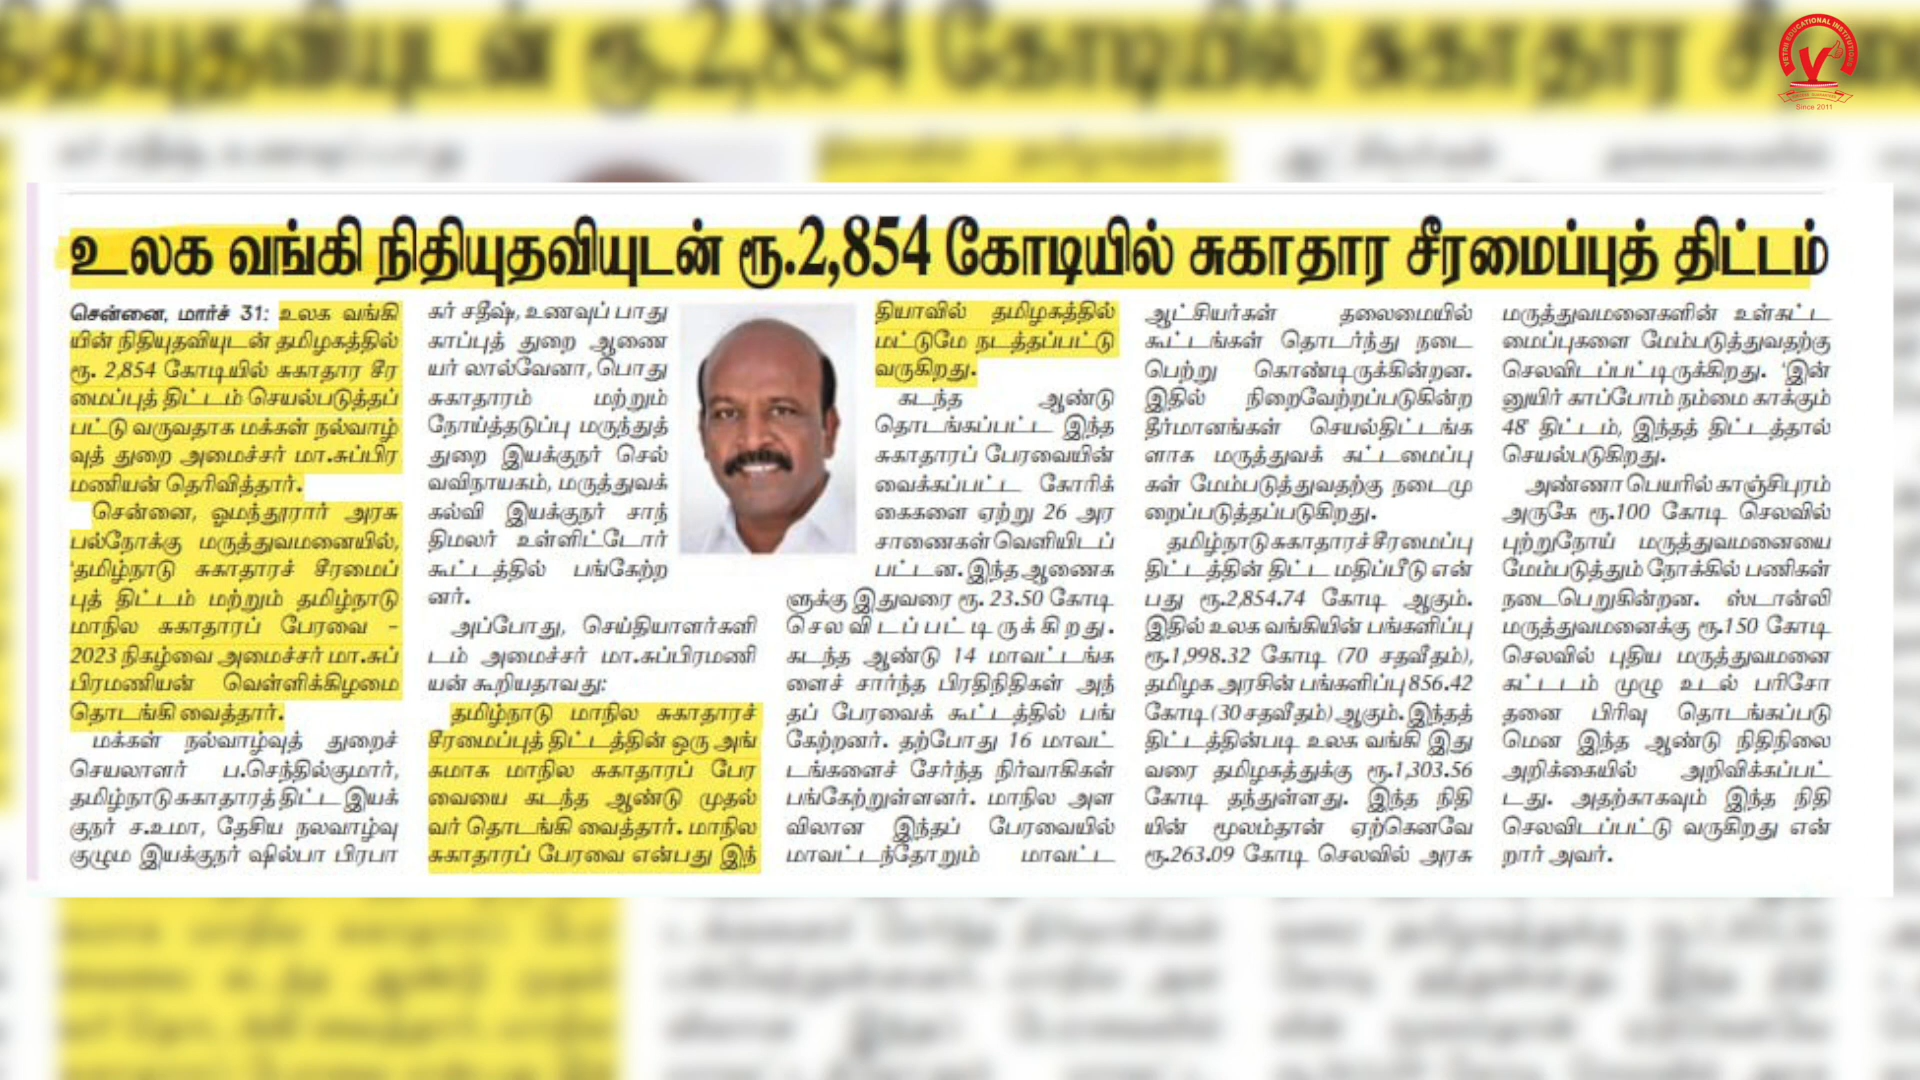 VETRII EDUCATIONAL INSTITUTIONS
Since 2011
உலக வங்கி நிதியுதவியுடன் ரூ.2,854 கோடியில் சுகாதார சீரமைப்புத் திட்டம்
சென்னை, மார்ச் 31: உலக வங்கி
யின் நிதியுதவியுடன் தமிழகத்தில்
ரூ. 2,854 கோடியில் சுகாதார சீர
மைப்புத் திட்டம் செயல்படுத்தப்
பட்டு வருவதாக மக்கள் நல்வாழ்
வுத் துறை அமைச்சர் மா.சுப்பிர
மணியன் தெரிவித்தார்.
சென்னை, ஓமந்தூரார் அரசு
பல்நோக்கு மருத்துவமனையில்,
'தமிழ்நாடு சுகாதாரச் சீரமைப்
புத் திட்டம் மற்றும் தமிழ்நாடு
மாநில சுகாதாரப் பேரவை –
2023 நிகழ்வை அமைச்சர் மா.சுப்
பிரமணியன் வெள்ளிக்கிழமை
தொடங்கி வைத்தார்.
மக்கள் நல்வாழ்வுத் துறைச்
செயலாளர் ப.செந்தில்குமார்,
தமிழ்நாடு சுகாதாரத் திட்ட இயக்
குநர் ச.உமா, தேசிய நலவாழ்வு
குழும இயக்குநர் ஷில்பா பிரபா
கர் சதீஷ், உணவுப் பாது
காப்புத் துறை ஆணை
யர் லால்வேனா, பொது
சுகாதாரம் மற்றும்
நோய்த்தடுப்பு மருந்துத்
துறை இயக்குநர் செல்
வவிநாயகம், மருத்துவக்
கல்வி இயக்குநர் சாந்
திமலர் உள்ளிட்டோர்
கூட்டத்தில் பங்கேற்ற
னர்.
அப்போது, செய்தியாளர்களி
டம் அமைச்சர் மா.சுப்பிரமணி
யன் கூறியதாவது:
தமிழ்நாடு மாநில சுகாதாரச்
சீரமைப்புத் திட்டத்தின் ஒரு அங்
கமாக மாநில சுகாதாரப் பேர
வையை கடந்த ஆண்டு முதல்
வர் தொடங்கி வைத்தார். மாநில
சுகாதாரப் பேரவை என்பது இந்
தியாவில் தமிழகத்தில்
மட்டுமே நடத்தப்பட்டு
வருகிறது.
கடந்த ஆண்டு
தொடங்கப்பட்ட இந்த
சுகாதாரப் பேரவையின்
வைக்கப்பட்ட கோரிக்
கைகளை ஏற்று 26 அர
சாணைகள் வெளியிடப்
பட்டன. இந்த ஆணைக
ளுக்கு இதுவரை ரூ. 23.50 கோடி
செலவிடப்பட்டிருக்கிறது.
கடந்த ஆண்டு 14 மாவட்டங்க
ளைச் சார்ந்த பிரதிநிதிகள் அந்
தப் பேரவைக் கூட்டத்தில் பங்
கேற்றனர். தற்போது 16 மாவட்
டங்களைச் சேர்ந்த நிர்வாகிகள்
பங்கேற்றுள்ளனர். மாநில அள
விலான இந்தப் பேரவையில்
மாவட்டந்தோறும் மாவட்ட
ஆட்சியர்கள் தலைமையில்
கூட்டங்கள் தொடர்ந்து நடை
பெற்று கொண்டிருக்கின்றன.
இதில் நிறைவேற்றப்படுகின்ற
தீர்மானங்கள் செயல்திட்டங்க
ளாக மருத்துவக் கட்டமைப்பு
கள் மேம்படுத்துவதற்கு நடைமு
றைப்படுத்தப்படுகிறது.
தமிழ்நாடு சுகாதாரச் சீரமைப்பு
திட்டத்தின் திட்ட மதிப்பீடு என்
பது ரூ.2,854.74 கோடி ஆகும்.
இதில் உலக வங்கியின் பங்களிப்பு
ரூ.1,998.32 கோடி (70 சதவீதம்),
தமிழக அரசின் பங்களிப்பு 856.42
கோடி (30 சதவீதம்) ஆகும். இந்தத்
திட்டத்தின்படி உலக வங்கி இது
வரை தமிழகத்துக்கு ரூ.1,303.56
கோடி தந்துள்ளது. இந்த நிதி
யின் மூலம்தான் ஏற்கெனவே
ரூ.263.09 கோடி செலவில் அரசு
மருத்துவமனைகளின் உள்கட்ட
மைப்புகளை மேம்படுத்துவதற்கு
செலவிடப்பட்டிருக்கிறது. 'இன்
னுயிர் காப்போம் நம்மை காக்கும்
48' திட்டம், இந்தத் திட்டத்தால்
செயல்படுகிறது.
அண்ணா பெயரில் காஞ்சிபுரம்
அருகே ரூ.100 கோடி செலவில்
புற்றுநோய் மருத்துவமனையை
மேம்படுத்தும் நோக்கில் பணிகள்
நடைபெறுகின்றன. ஸ்டான்லி
மருத்துவமனைக்கு ரூ.150 கோடி
செலவில் புதிய மருத்துவமனை
கட்டடம் முழு உடல் பரிசோ
தனை பிரிவு தொடங்கப்படு
மென இந்த ஆண்டு நிதிநிலை
அறிக்கையில் அறிவிக்கப்பட்
டது. அதற்காகவும் இந்த நிதி
செலவிடப்பட்டு வருகிறது என்
றார் அவர்.